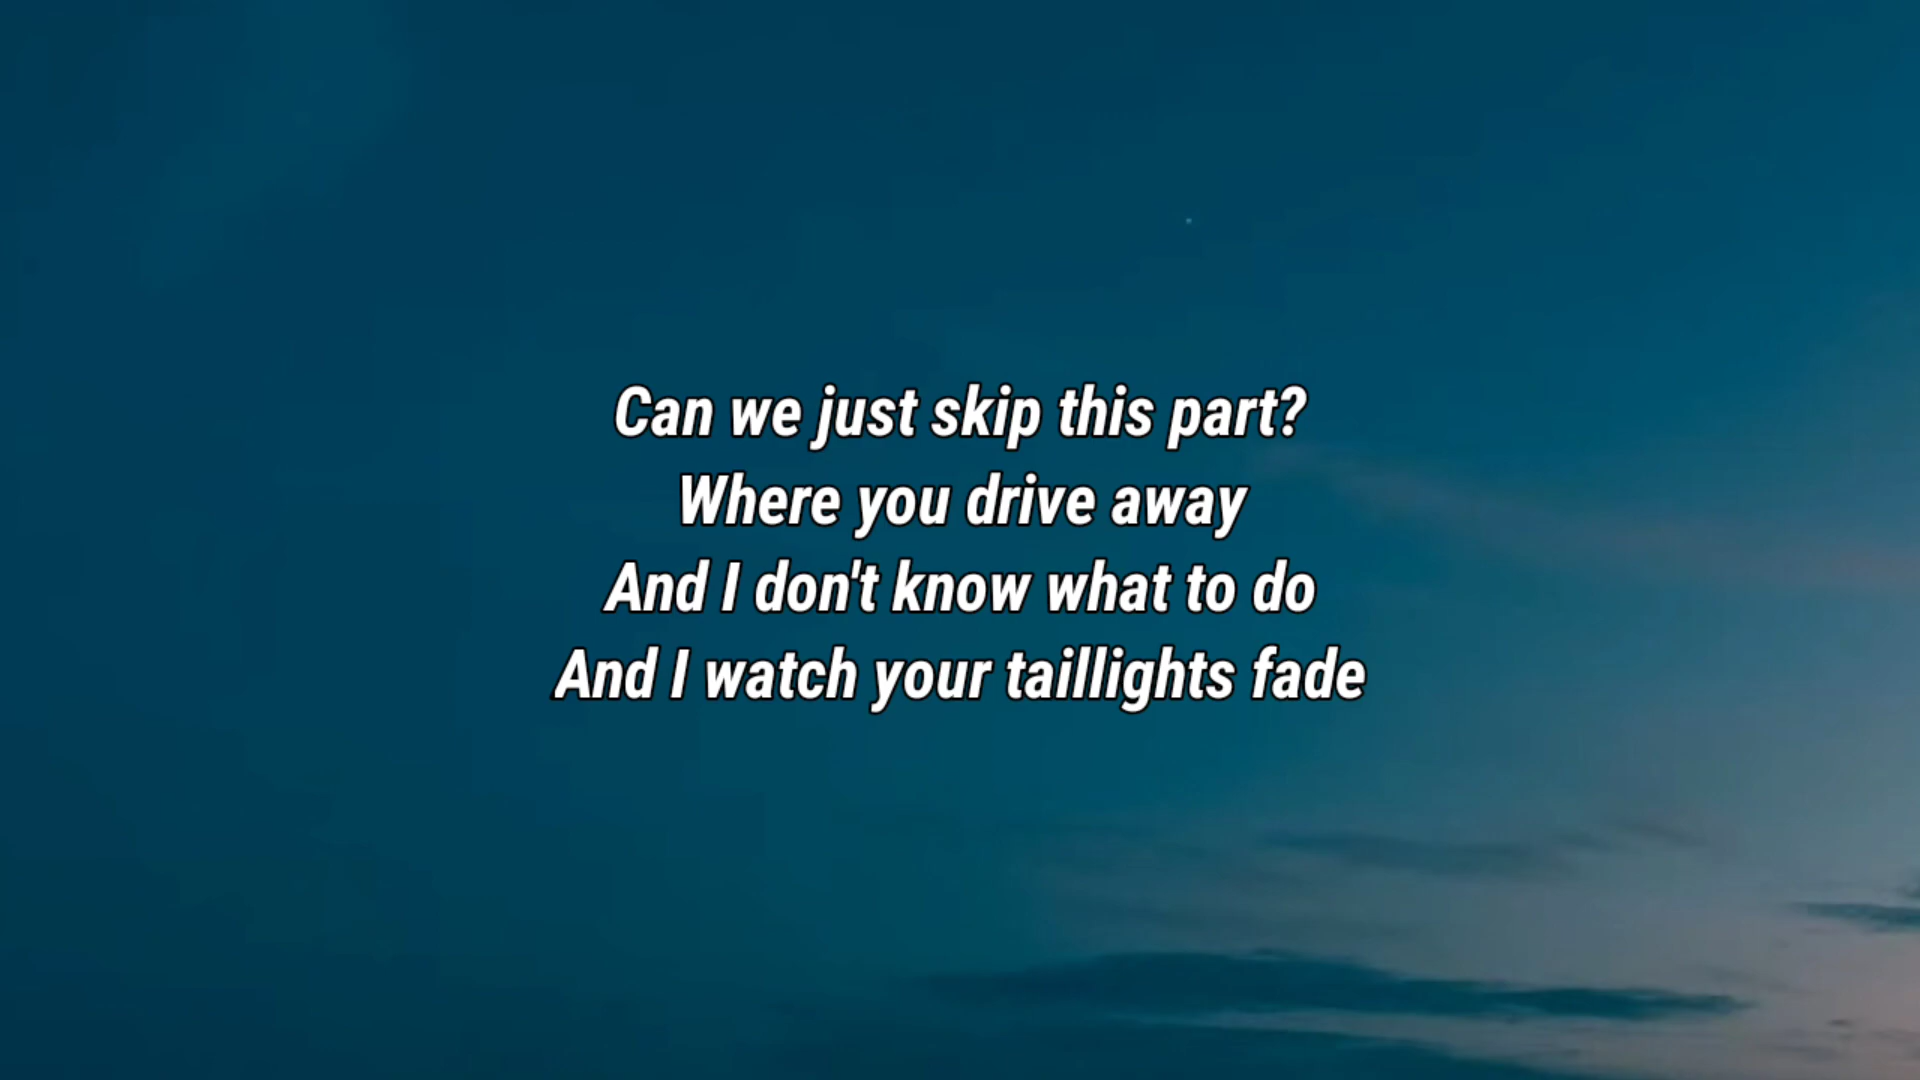 Can we just skip this part?
Where you drive away
And I don't know what to do
And I watch your taillights fade